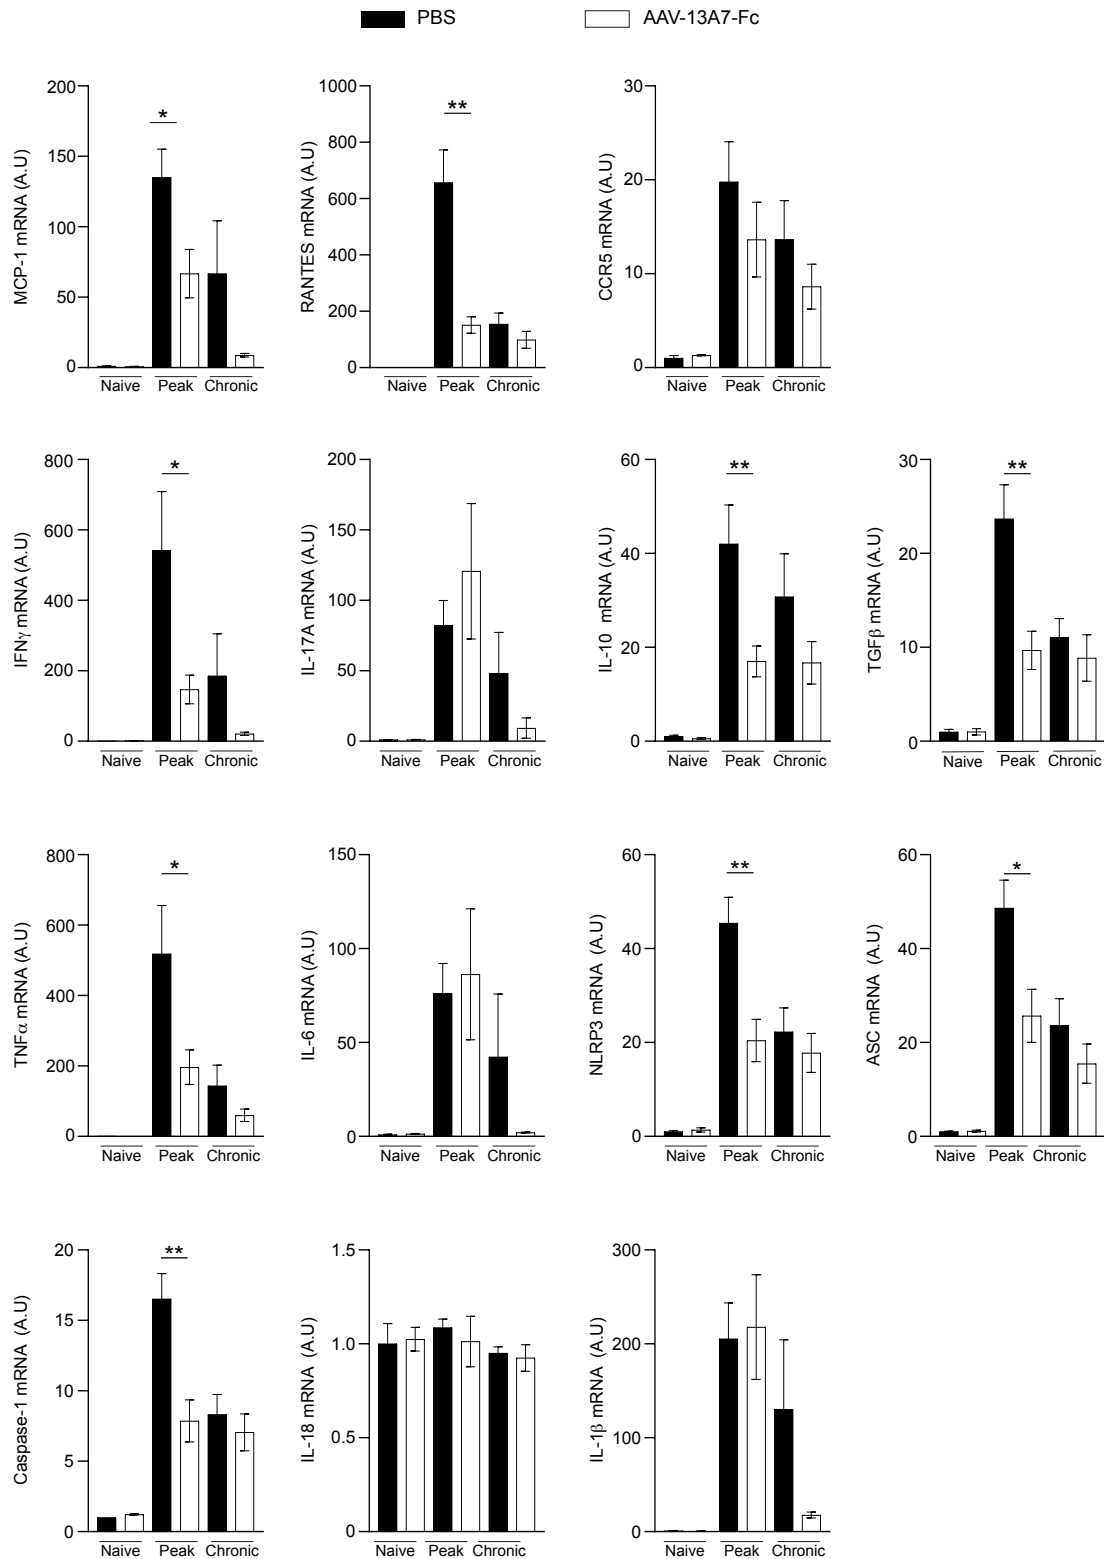 PBS AAV-13A7-Fc
MCP-1 mRNA (A.U)
200
150
100
50
0
*
Naive Peak Chronic
RANTES mRNA (A.U)
1000
800
600
400
200
0
**
Naive Peak Chronic
CCR5 mRNA (A.U)
30
20
10
0
Naive Peak Chronic
IFNγ mRNA (A.U)
800
600
400
200
0
*
Naive Peak Chronic
IL-17A mRNA (A.U)
200
150
100
50
0
Naive Peak Chronic
IL-10 mRNA (A.U)
60
40
20
0
**
Naive Peak Chronic
TGFβ mRNA (A.U)
30
20
10
0
**
Naive Peak Chronic
TNFα mRNA (A.U)
800
600
400
200
0
*
Naive Peak Chronic
IL-6 mRNA (A.U)
150
100
50
0
Naive Peak Chronic
NLRP3 mRNA (A.U)
60
40
20
0
**
Naive Peak Chronic
ASC mRNA (A.U)
60
40
20
0
*
Naive Peak Chronic
Caspase-1 mRNA (A.U)
20
15
10
5
0
**
Naive Peak Chronic
IL-18 mRNA (A.U)
1.5
1.0
0.5
0.0
Naive Peak Chronic
IL-1β mRNA (A.U)
300
200
100
0
Naive Peak Chronic